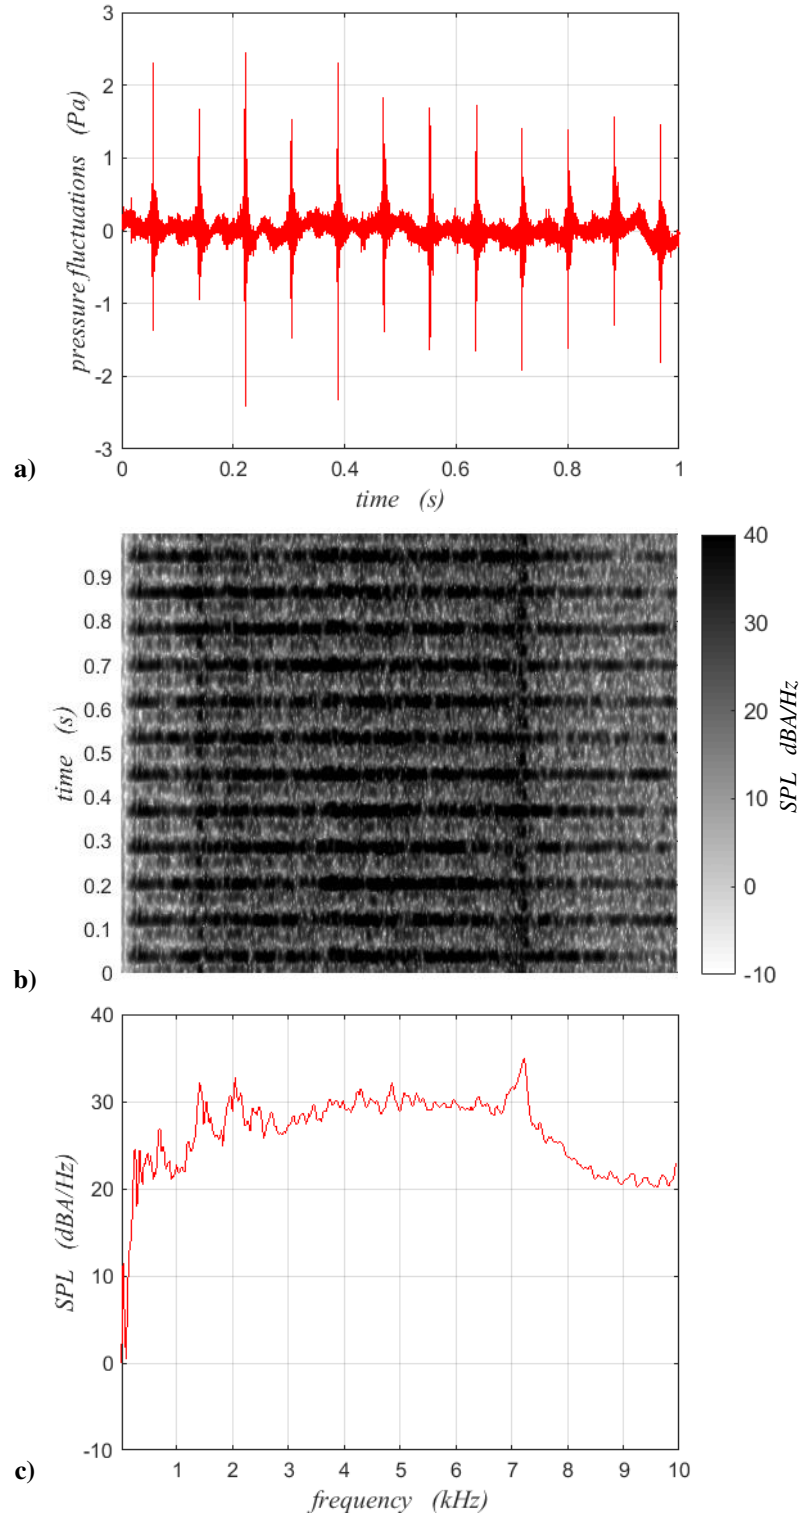 3
2
1
0
-1
-2
-3
pressure fluctuations (Pa)
0 0.2 0.4 0.6 0.8 1
time (s)
a)
0.9
0.8
0.7
0.6
0.5
0.4
0.3
0.2
0.1
0
time (s)
40
30
20
10
0
-10
SPL dBA/Hz
b)
40
30
20
10
0
-10
SPL (dBA/Hz)
1 2 3 4 5 6 7 8 9 10
frequency (kHz)
c)